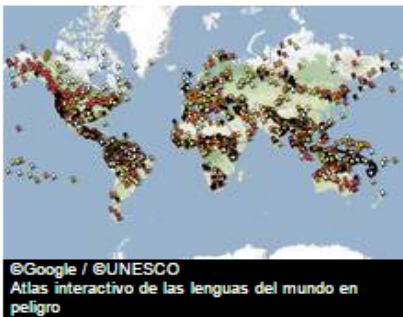 ©Google / ©UNESCO
Atlas interactivo de las lenguas del mundo en
peligro